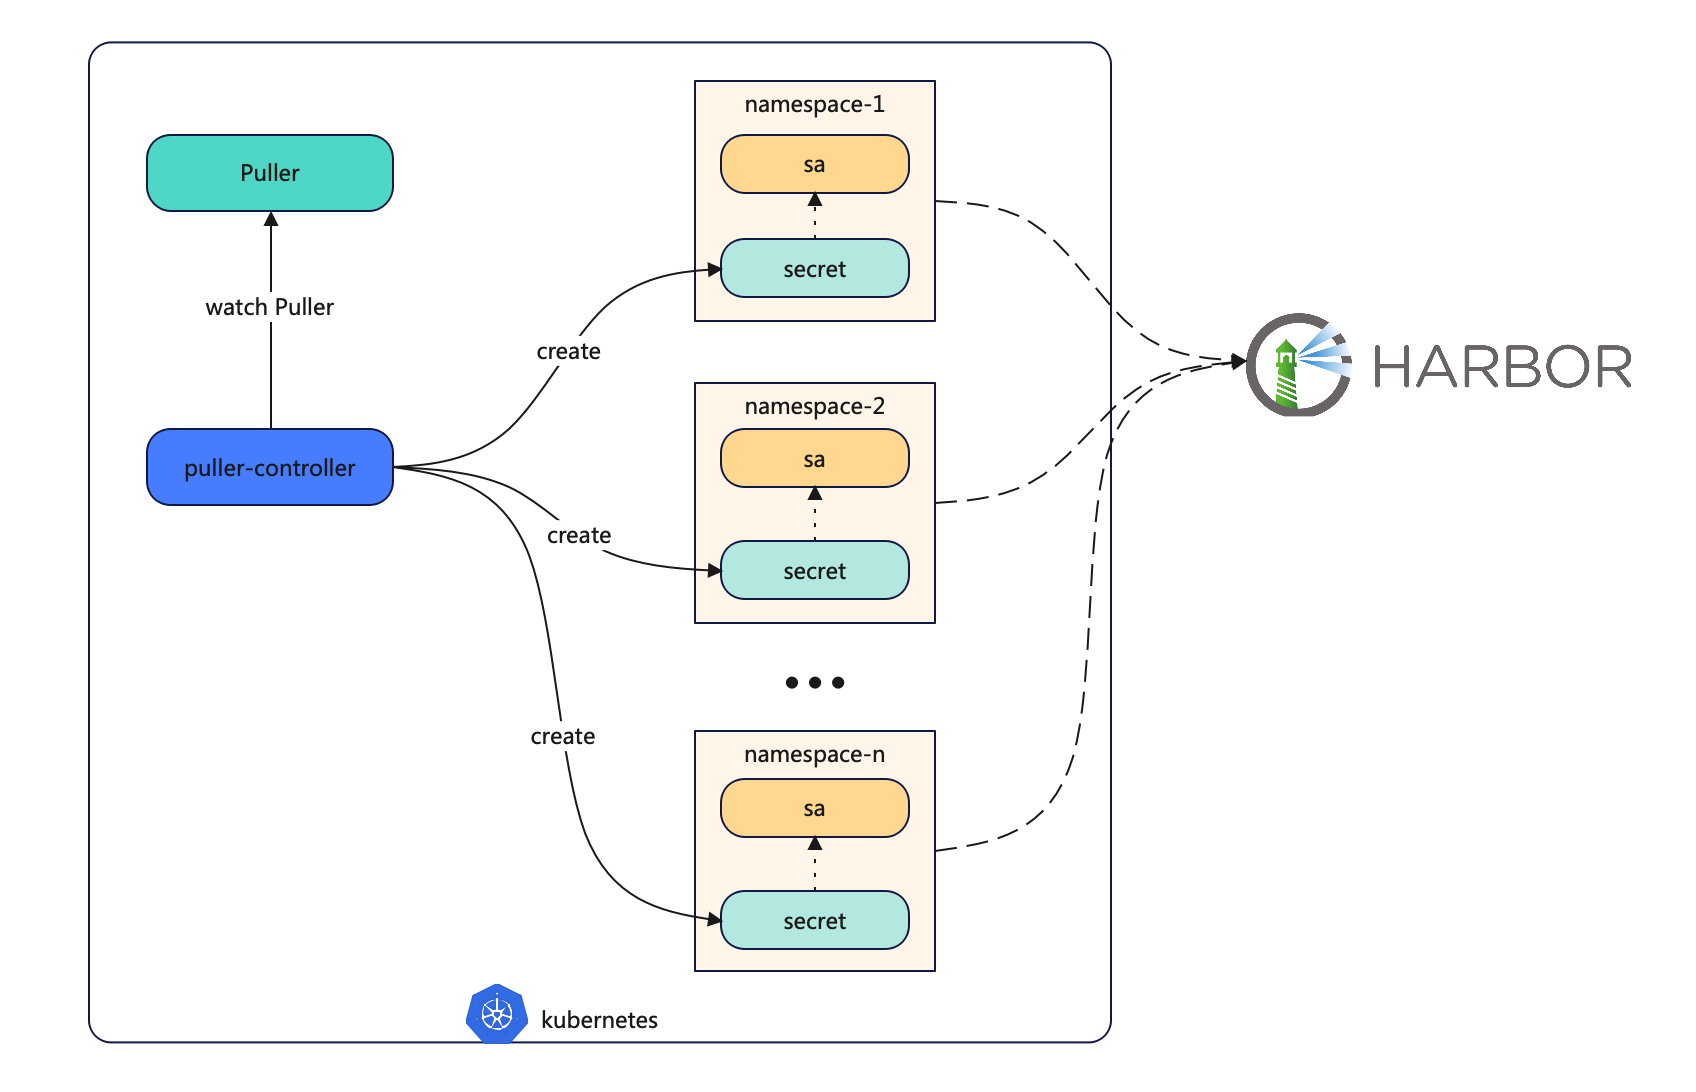 Puller
watch Puller
puller-controller
create
create
create
namespace-1
sa
secret
namespace-2
sa
secret
namespace-n
sa
secret
kubernetes
HARBOR